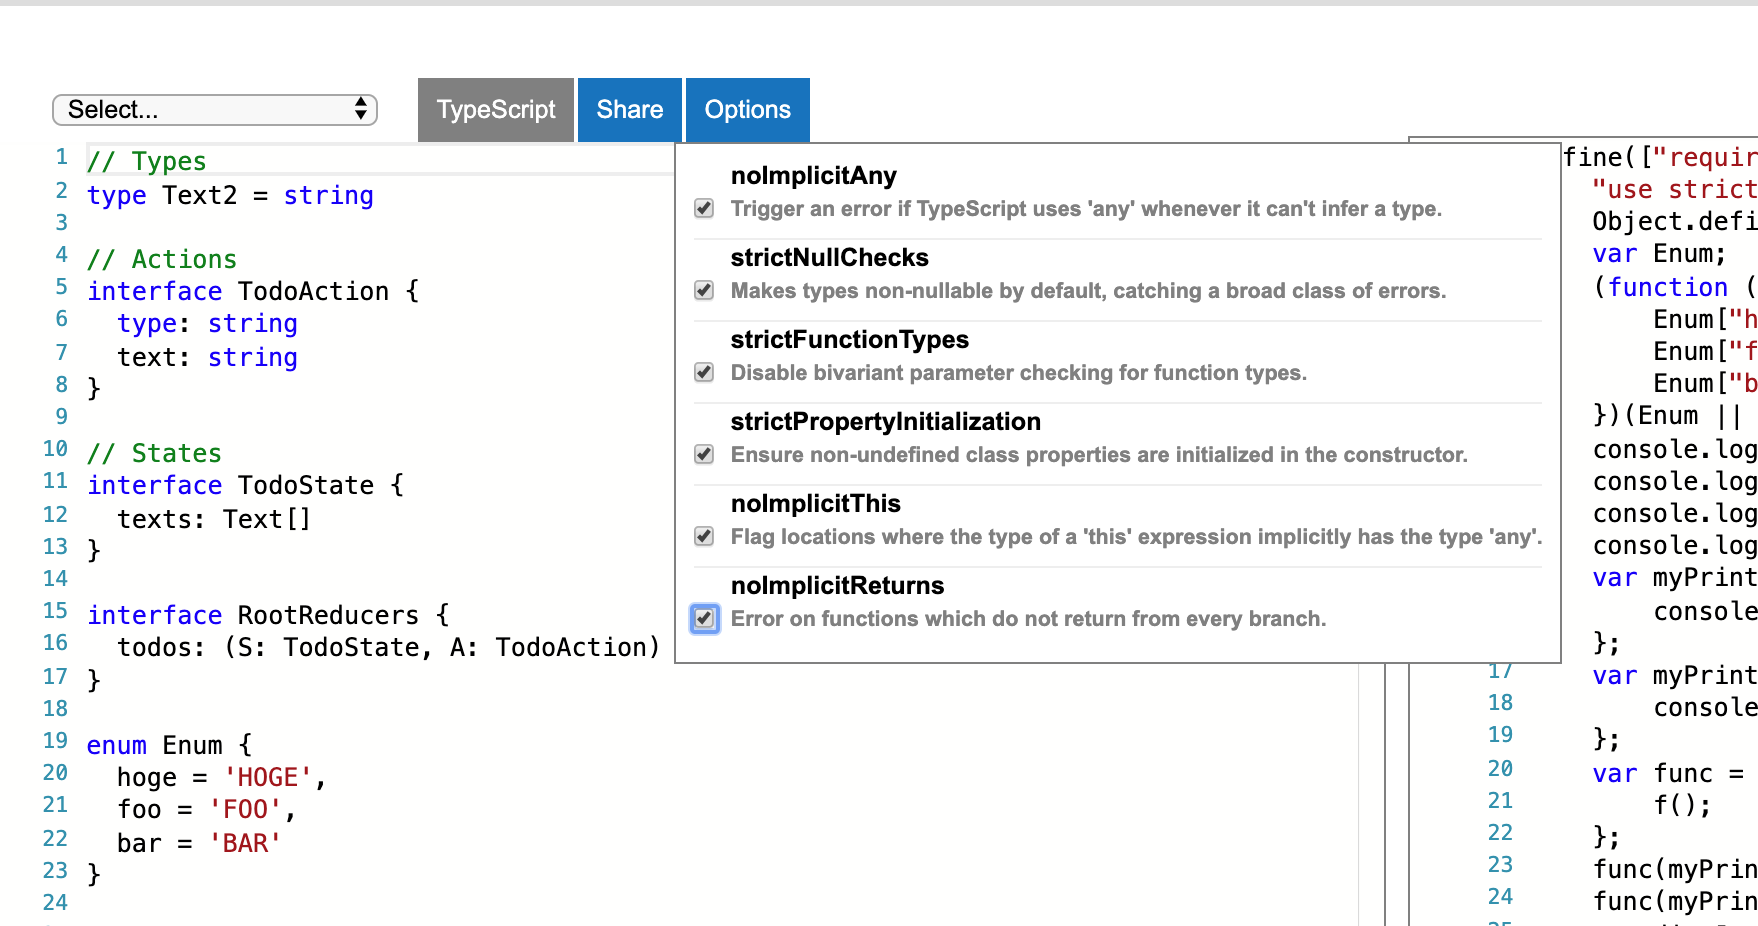 Select...
TypeScript
Share
Options
1 // Types
2 type Text2 = string
3
4 // Actions
5 interface TodoAction {
6   type: string
7   text: string
8 }
9
10 // States
11 interface TodoState {
12   texts: Text[]
13 }
14
15 interface RootReducers {
16   todos: (S: TodoState, A: TodoAction)
17 }
18
19 enum Enum {
20   hoge = 'HOGE',
21   foo = 'FOO',
22   bar = 'BAR'
23 }
24
noImplicitAny
Trigger an error if TypeScript uses 'any' whenever it can't infer a type.
strictNullChecks
Makes types non-nullable by default, catching a broad class of errors.
strictFunctionTypes
Disable bivariant parameter checking for function types.
strictPropertyInitialization
Ensure non-undefined class properties are initialized in the constructor.
noImplicitThis
Flag locations where the type of a 'this' expression implicitly has the type 'any'.
noImplicitReturns
Error on functions which do not return from every branch.
fine(["requir
"use strict
Object.defi
var Enum;
(function (
Enum["h
Enum["f
Enum["b
})(Enum ||
console.log
console.log
console.log
console.log
var myPrint
console
};
17 var myPrint
18 console
19 };
20 var func =
21 f();
22 };
23 func(myPrin
24 func(myPrin